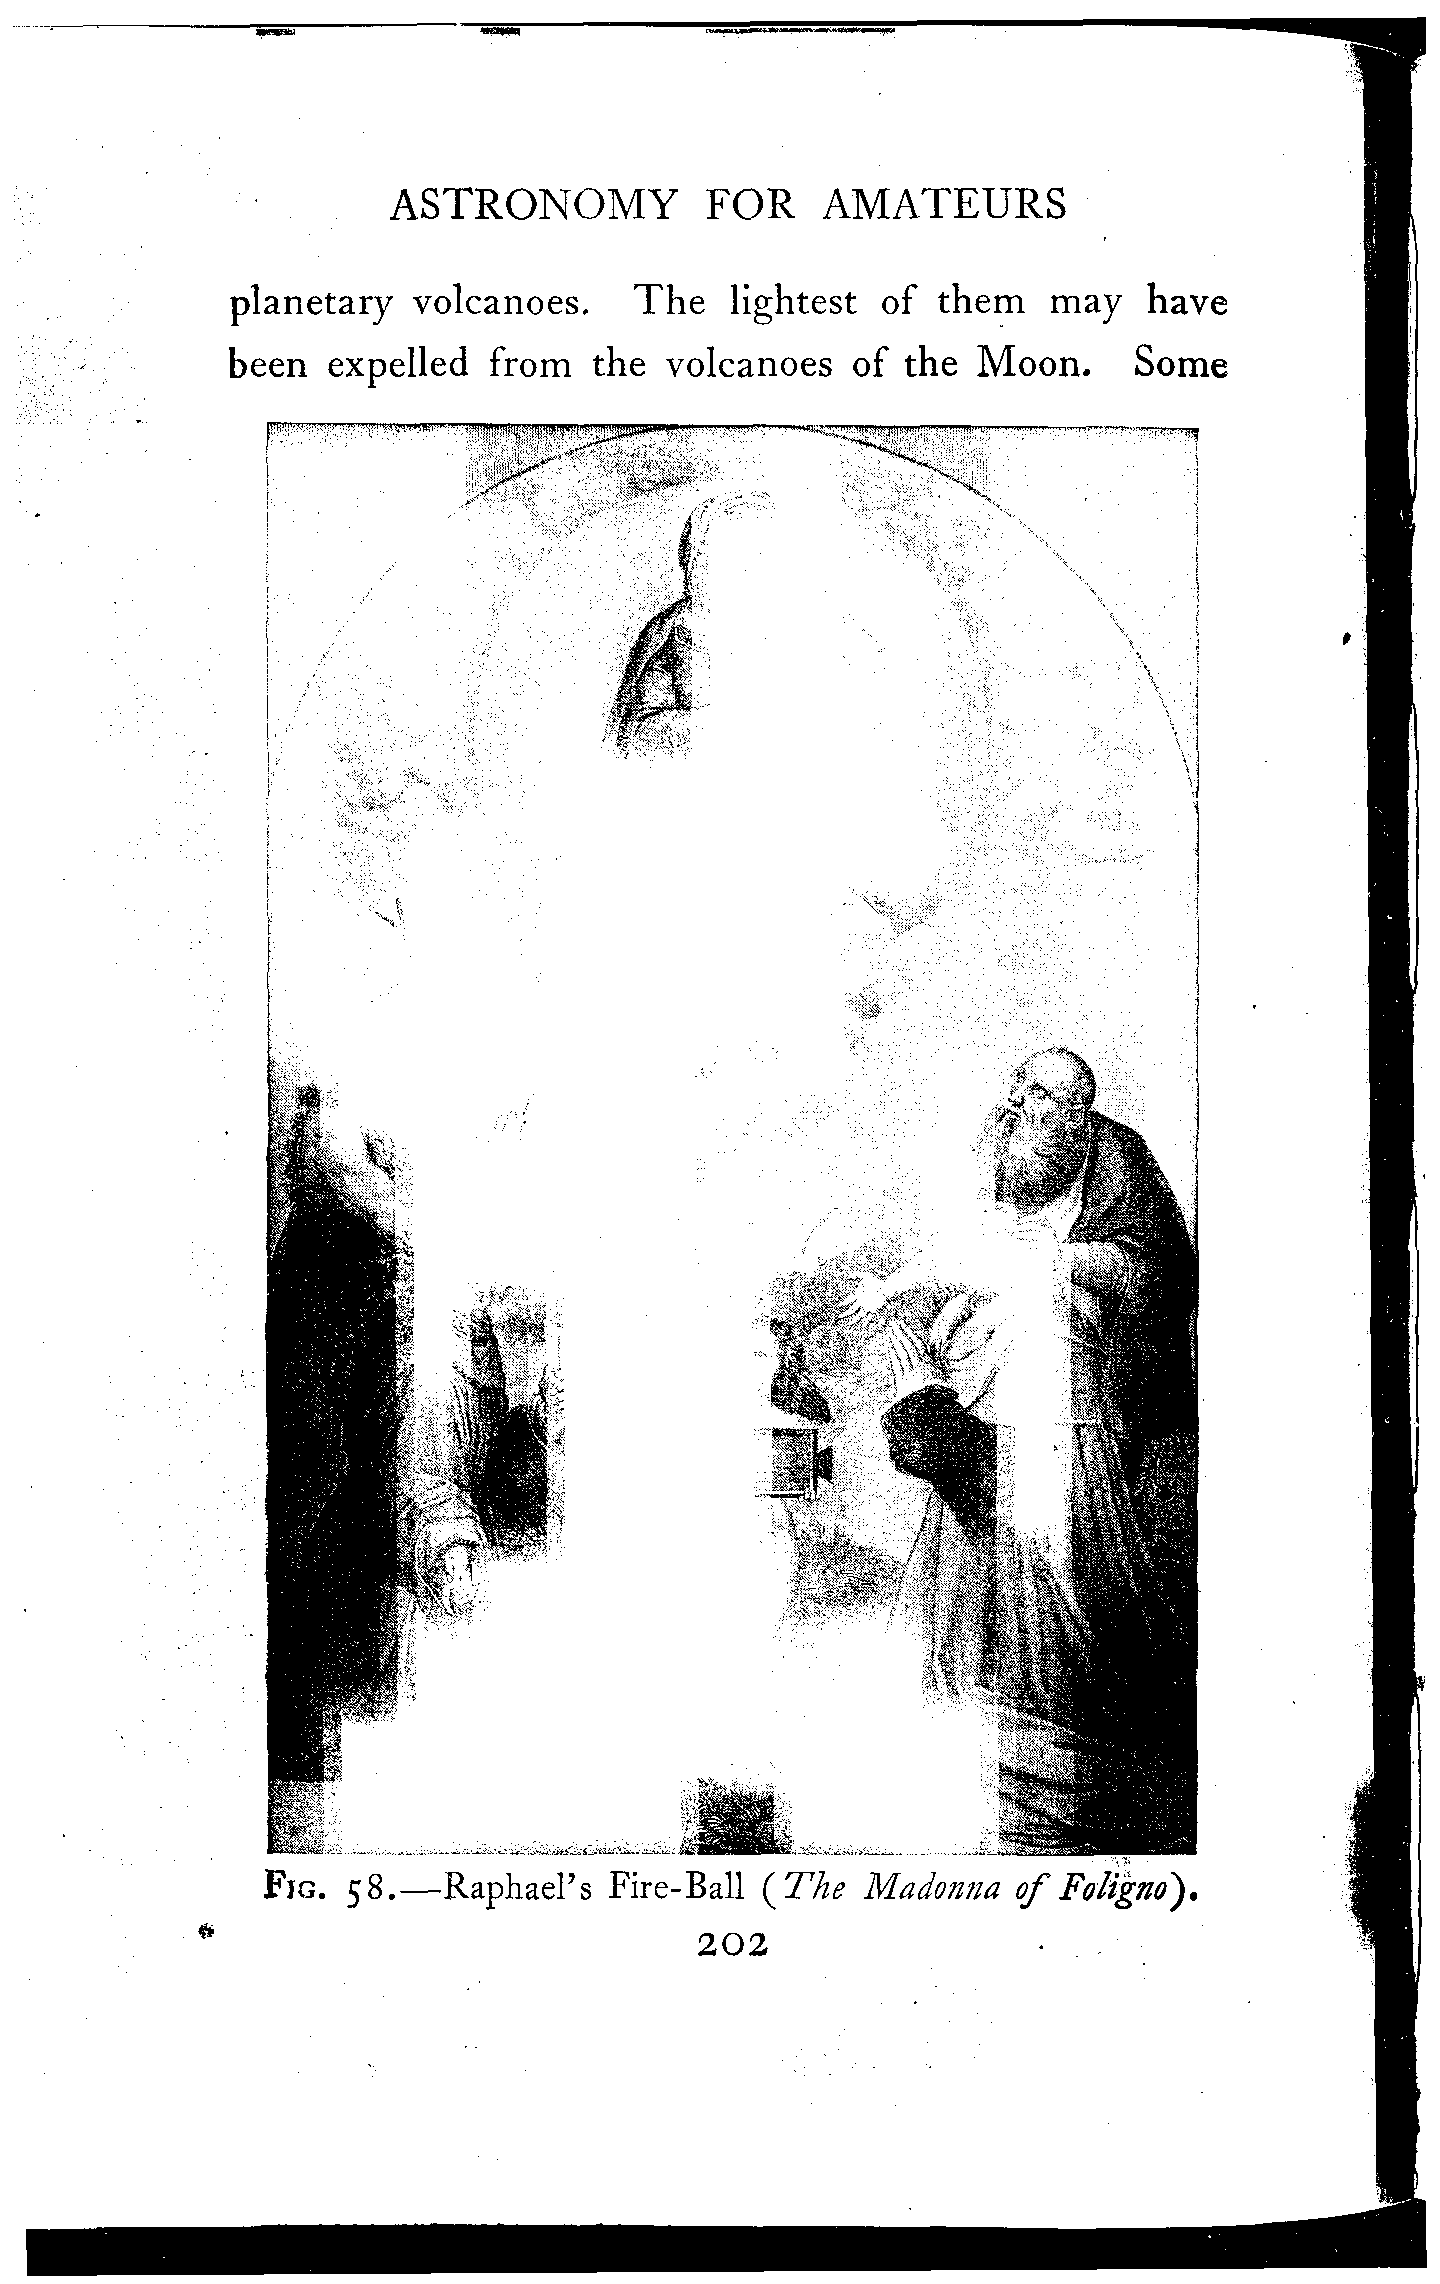 ASTRONOMY FOR AMATEURS
planetary volcanoes. The lightest of them may have
been expelled from the volcanoes of the Moon. Some
FIG. 58.—Raphael's Fire-Ball (The Madonna of Foligno).
202